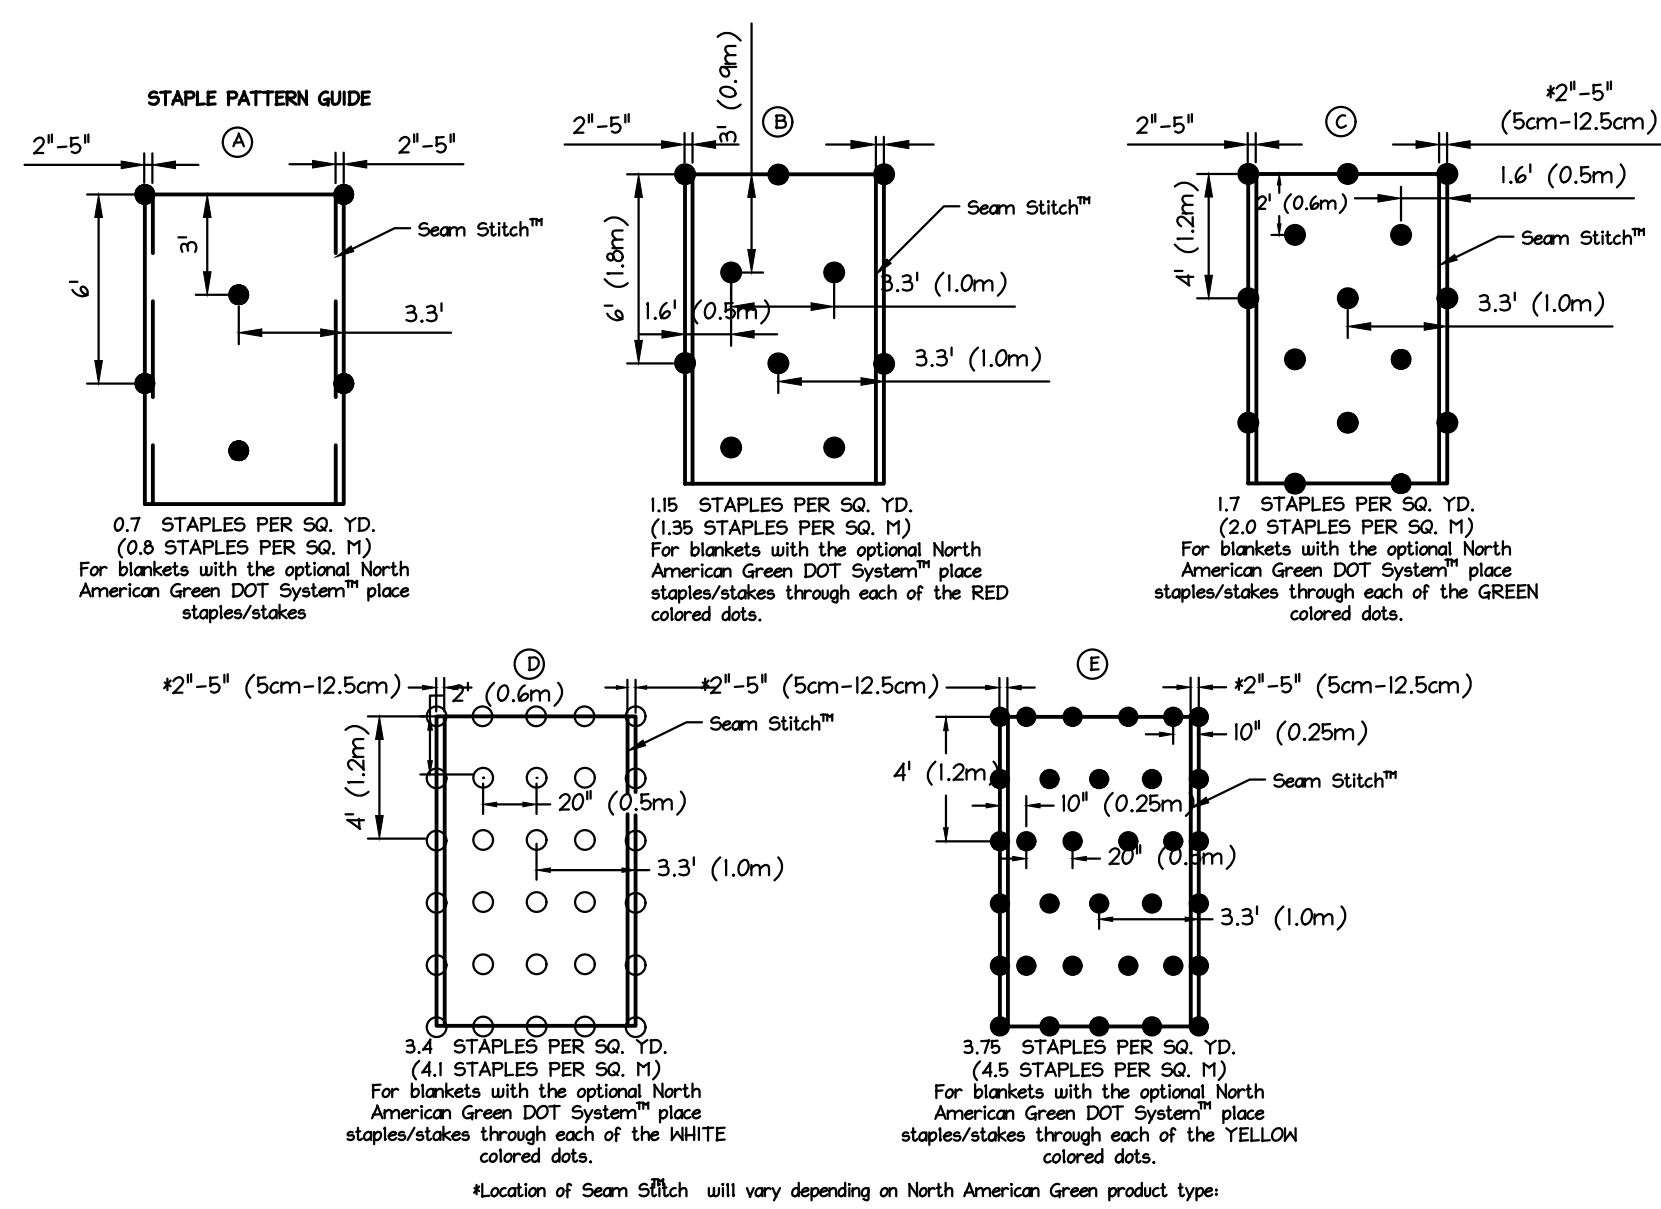 STAPLE PATTERN GUIDE
A
2"-5"
2"-5"
3'
6'
Seam Stitch™
3.3'
0.7 STAPLES PER SQ. YD.
(0.8 STAPLES PER SQ. M)
For blankets with the optional North
American Green DOT System™ place
staples/stakes
B
2"-5"
3' (0.9m)
6' (1.8m)
Seam Stitch™
3.3' (1.0m)
1.6' (0.5m)
3.3' (1.0m)
1.15 STAPLES PER SQ. YD.
(1.35 STAPLES PER SQ. M)
For blankets with the optional North
American Green DOT System™ place
staples/stakes through each of the RED
colored dots.
C
2"-5"
*2"-5"
(5cm-12.5cm)
1.6' (0.5m)
4' (1.2m)
2' (0.6m)
Seam Stitch™
3.3' (1.0m)
1.7 STAPLES PER SQ. YD.
(2.0 STAPLES PER SQ. M)
For blankets with the optional North
American Green DOT System™ place
staples/stakes through each of the GREEN
colored dots.
D
*2"-5" (5cm-12.5cm)
2' (0.6m)
Seam Stitch™
4' (1.2m)
20" (0.5m)
3.3' (1.0m)
3.4 STAPLES PER SQ. YD.
(4.1 STAPLES PER SQ. M)
For blankets with the optional North
American Green DOT System™ place
staples/stakes through each of the WHITE
colored dots.
E
*2"-5" (5cm-12.5cm)
*2"-5" (5cm-12.5cm)
10" (0.25m)
4' (1.2m)
Seam Stitch™
10" (0.25m)
20" (0.5m)
3.3' (1.0m)
3.75 STAPLES PER SQ. YD.
(4.5 STAPLES PER SQ. M)
For blankets with the optional North
American Green DOT System™ place
staples/stakes through each of the YELLOW
colored dots.
*Location of Seam Stitch™ will vary depending on North American Green product type: